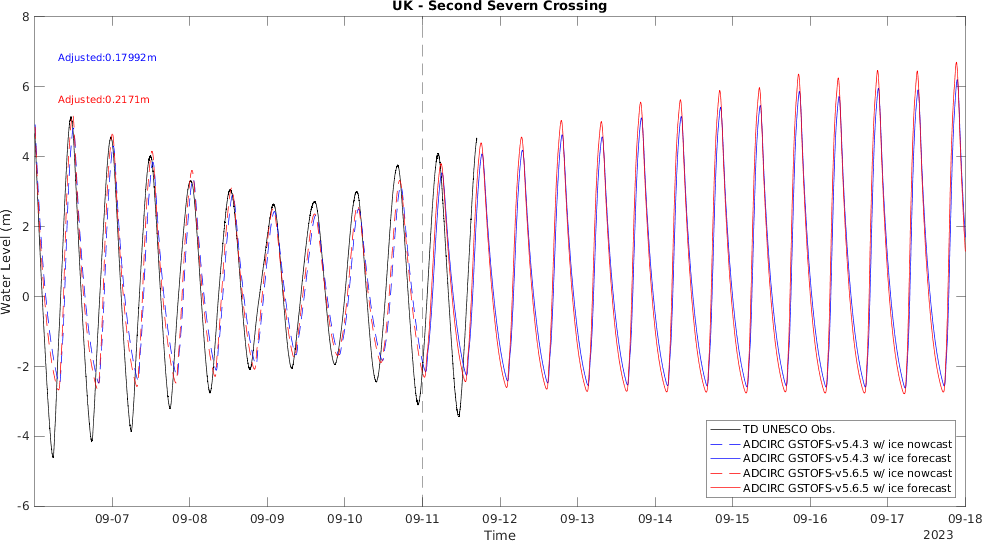 UK - Second Severn Crossing
8
6
4
2
0
-2
-4
-6
Water Level (m)
Adjusted:0.17992m
Adjusted:0.2171m
TD UNESCO Obs.
ADCIRC GSTOFS-v5.4.3 w/ ice nowcast
ADCIRC GSTOFS-v5.4.3 w/ ice forecast
ADCIRC GSTOFS-v5.6.5 w/ ice nowcast
ADCIRC GSTOFS-v5.6.5 w/ ice forecast
09-07 09-08 09-09 09-10 09-11 09-12 09-13 09-14 09-15 09-16 09-17 09-18
Time
2023